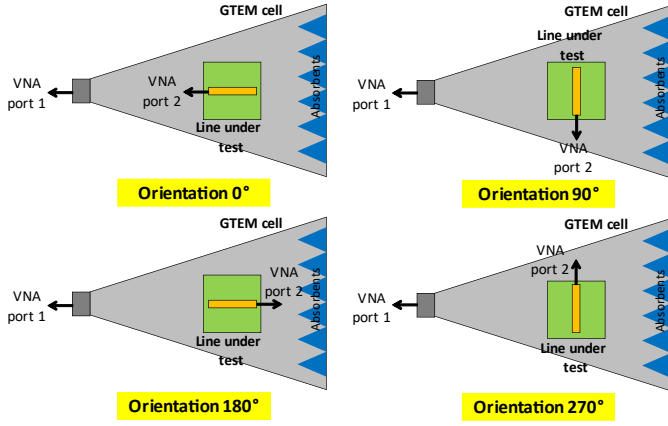 GTEM cell
VNA
port 1
VNA
port 2
Line under
test
Absorbents
Orientation 0°
GTEM cell
Line under
test
VNA
port 1
VNA
port 2
Absorbents
Orientation 90°
GTEM cell
VNA
port 1
VNA
port 2
Line under
test
Absorbents
Orientation 180°
GTEM cell
VNA
port 2
VNA
port 1
Line under
test
Absorbents
Orientation 270°